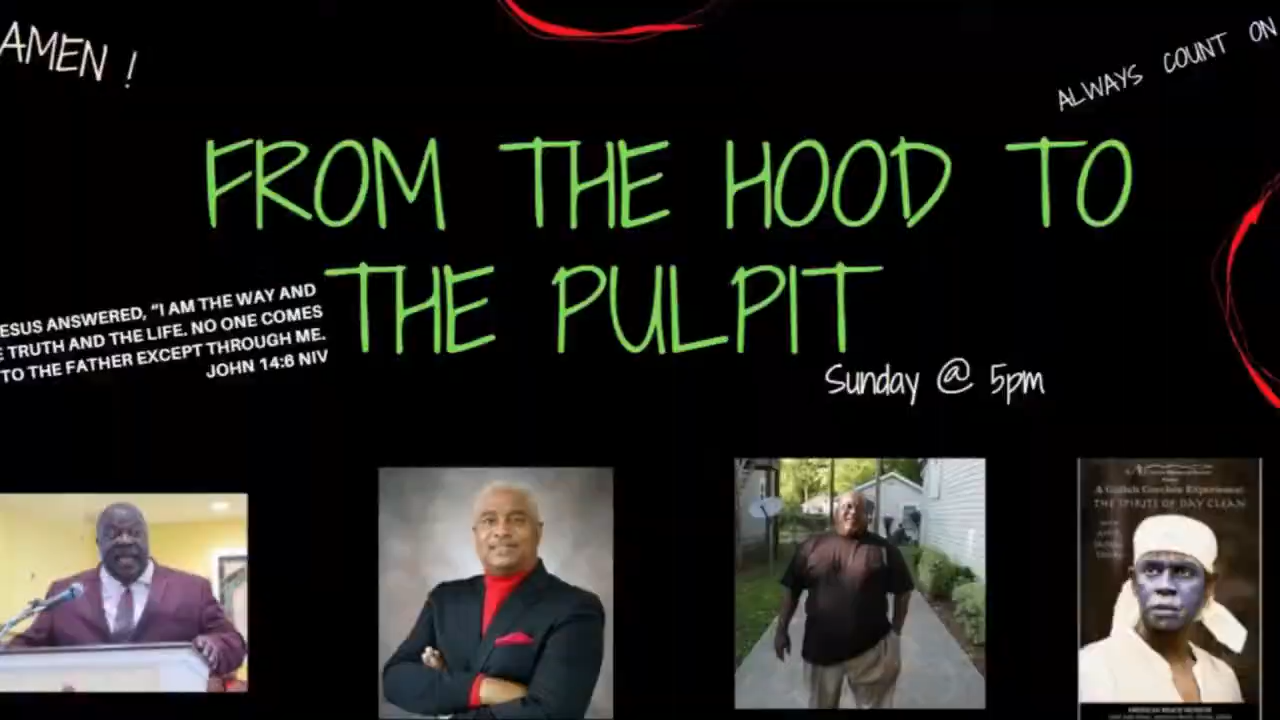 AMEN !
ALWAYS COUNT ON
FROM THE HOOD TO
THE PULPIT
ESUS ANSWERED, “I AM THE WAY AND
E TRUTH AND THE LIFE. NO ONE COMES
TO THE FATHER EXCEPT THROUGH ME.
JOHN 14:6 NIV
Sunday @ 5pm
A Gullah Geechee Experience:
THE SPIRITS OF DAY CLEAN